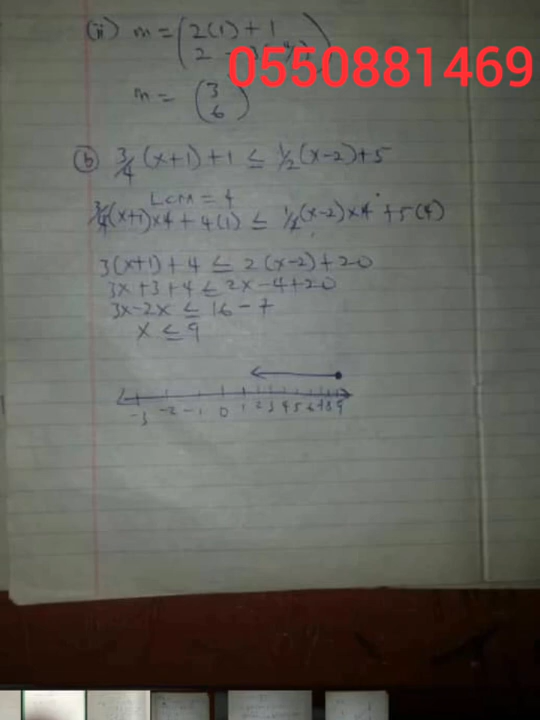 (ii) m = ( 2(1) + 1
2 -
0550881469
m = ( 3
6 )
(b) 3/4 (x+1) + 1 ≤ 1/2 (x-2) + 5
LCM = 4
3/4(x+1)x4 + 4(1) ≤ 1/2(x-2)x4 + 5(4)
3(x+1) + 4 ≤ 2(x-2) + 20
3x + 3 + 4 ≤ 2x - 4 + 20
3x - 2x ≤ 16 - 7
x ≤ 9
-3 -2 -1 0 1 2 3 4 5 6 7 8 9